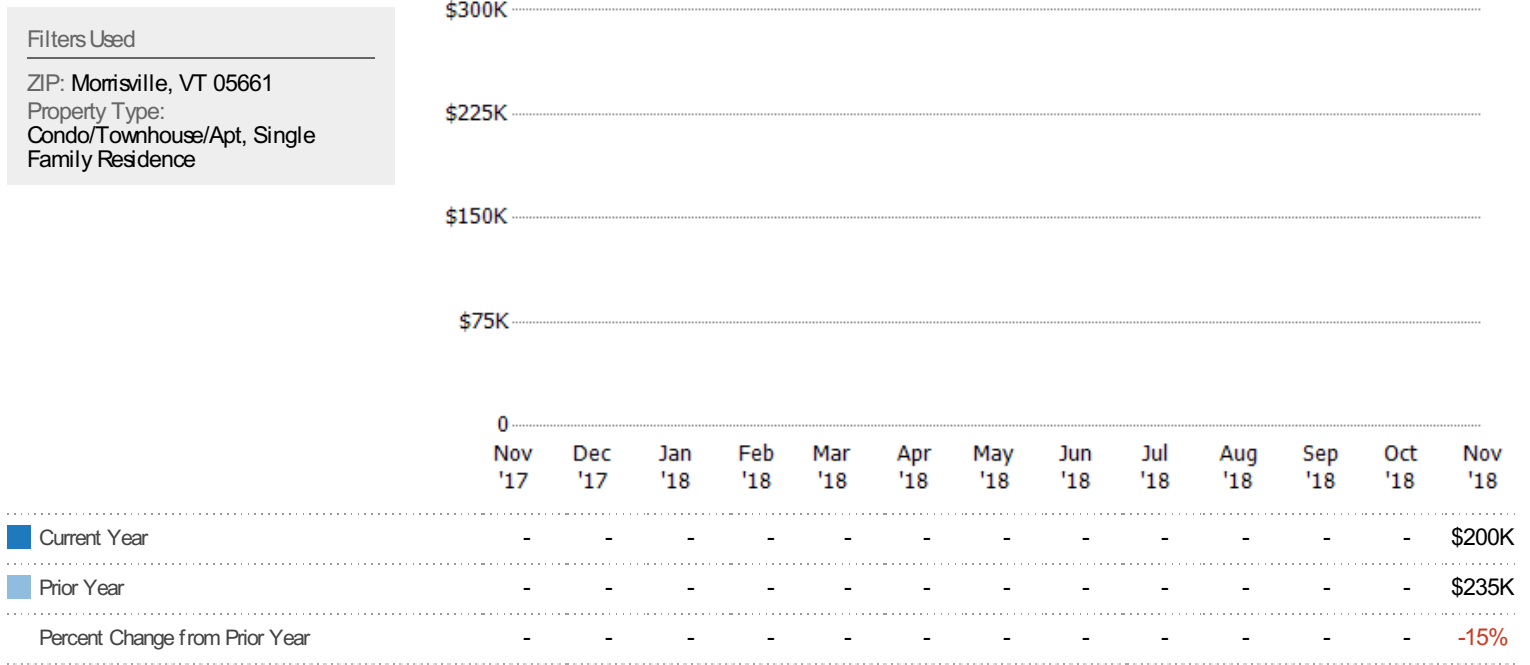 Filters Used
ZIP: Morrisville, VT 05661
Property Type:
Condo/Townhouse/Apt, Single
Family Residence
$300K
$225K
$150K
$75K
0
Nov Dec Jan Feb Mar Apr May Jun Jul Aug Sep Oct Nov
'17 '17 '18 '18 '18 '18 '18 '18 '18 '18 '18 '18 '18
Current Year - - - - - - - - - - - - $200K
Prior Year - - - - - - - - - - - - $235K
Percent Change from Prior Year - - - - - - - - - - - - -15%